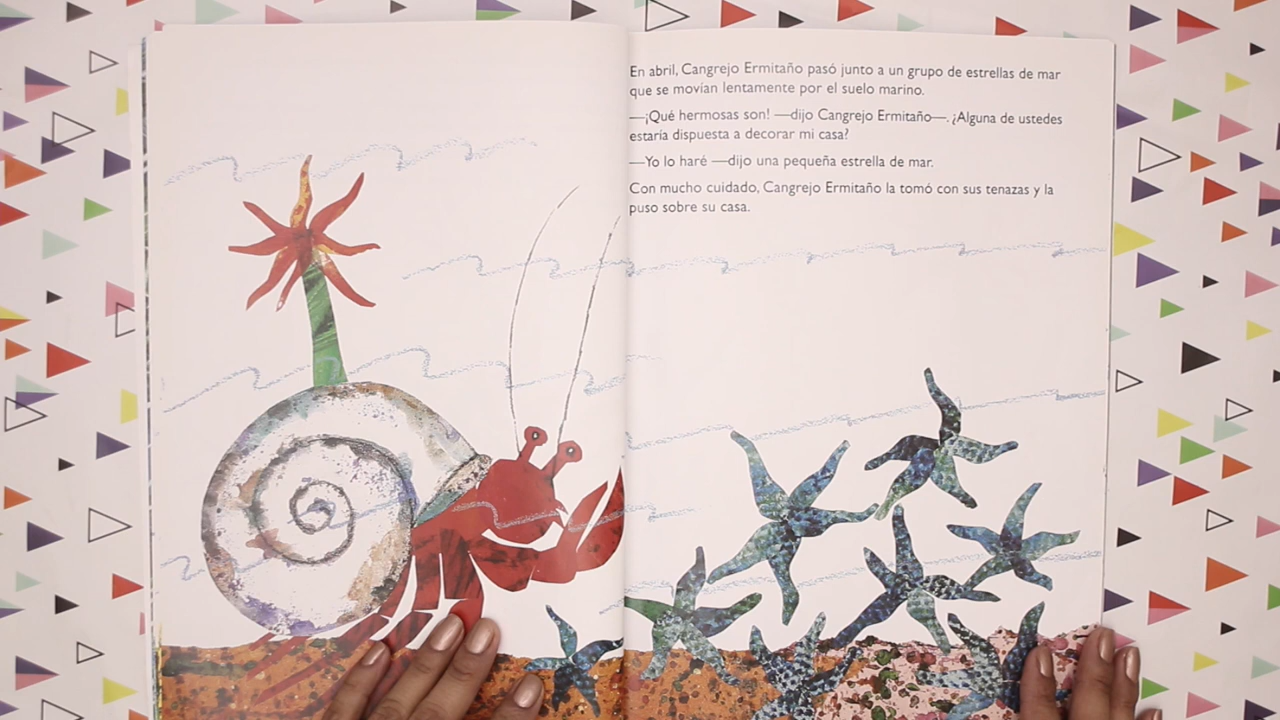 En abril, Cangrejo Ermitaño pasó junto a un grupo de estrellas de mar
que se movían lentamente por el suelo marino.
—¡Qué hermosas son! —dijo Cangrejo Ermitaño—. ¿Alguna de ustedes
estaría dispuesta a decorar mi casa?
—Yo lo haré —dijo una pequeña estrella de mar.
Con mucho cuidado, Cangrejo Ermitaño la tomó con sus tenazas y la
puso sobre su casa.